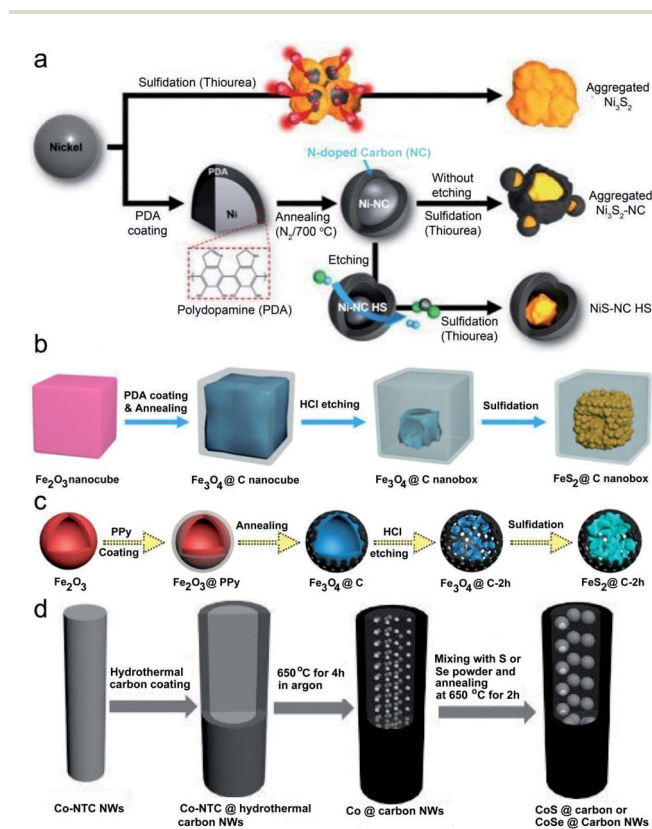 a
Sulfidation (Thiourea)
Aggregated
Ni3S2
Nickel
PDA
coating
PDA
Ni
Polydopamine (PDA)
Annealing
(N2/700 °C)
N-doped Carbon (NC)
Ni-NC
Without
etching
Sulfidation
(Thiourea)
Aggregated
Ni3S2-NC
Etching
Ni-NC HS
Sulfidation
(Thiourea)
NiS-NC HS
b
PDA coating
& Annealing
HCl etching
Sulfidation
Fe2O3 nanocube
Fe3O4@ C nanocube
Fe3O4@ C nanobox
FeS2@ C nanobox
c
PPy
Coating
Annealing
HCl
etching
Sulfidation
Fe2O3
Fe2O3@ PPy
Fe3O4@ C
Fe3O4@ C-2h
FeS2@ C-2h
d
Hydrothermal
carbon coating
650 °C for 4h
in argon
Mixing with S or
Se powder and
annealing
at 650 °C for 2h
Co-NTC NWs
Co-NTC @ hydrothermal
carbon NWs
Co @ carbon NWs
CoS @ carbon or
CoSe @ Carbon NWs